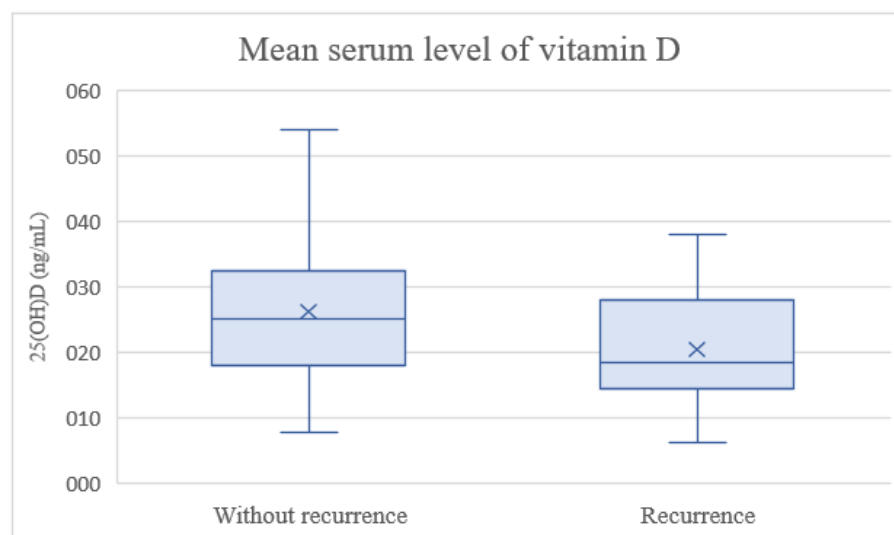 Mean serum level of vitamin D
060
050
040
030
020
010
000
25(OH)D (ng/mL)
Without recurrence
Recurrence